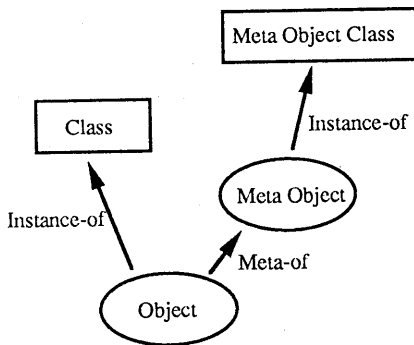 Meta Object Class
Class
Instance-of
Meta Object
Instance-of
Meta-of
Object